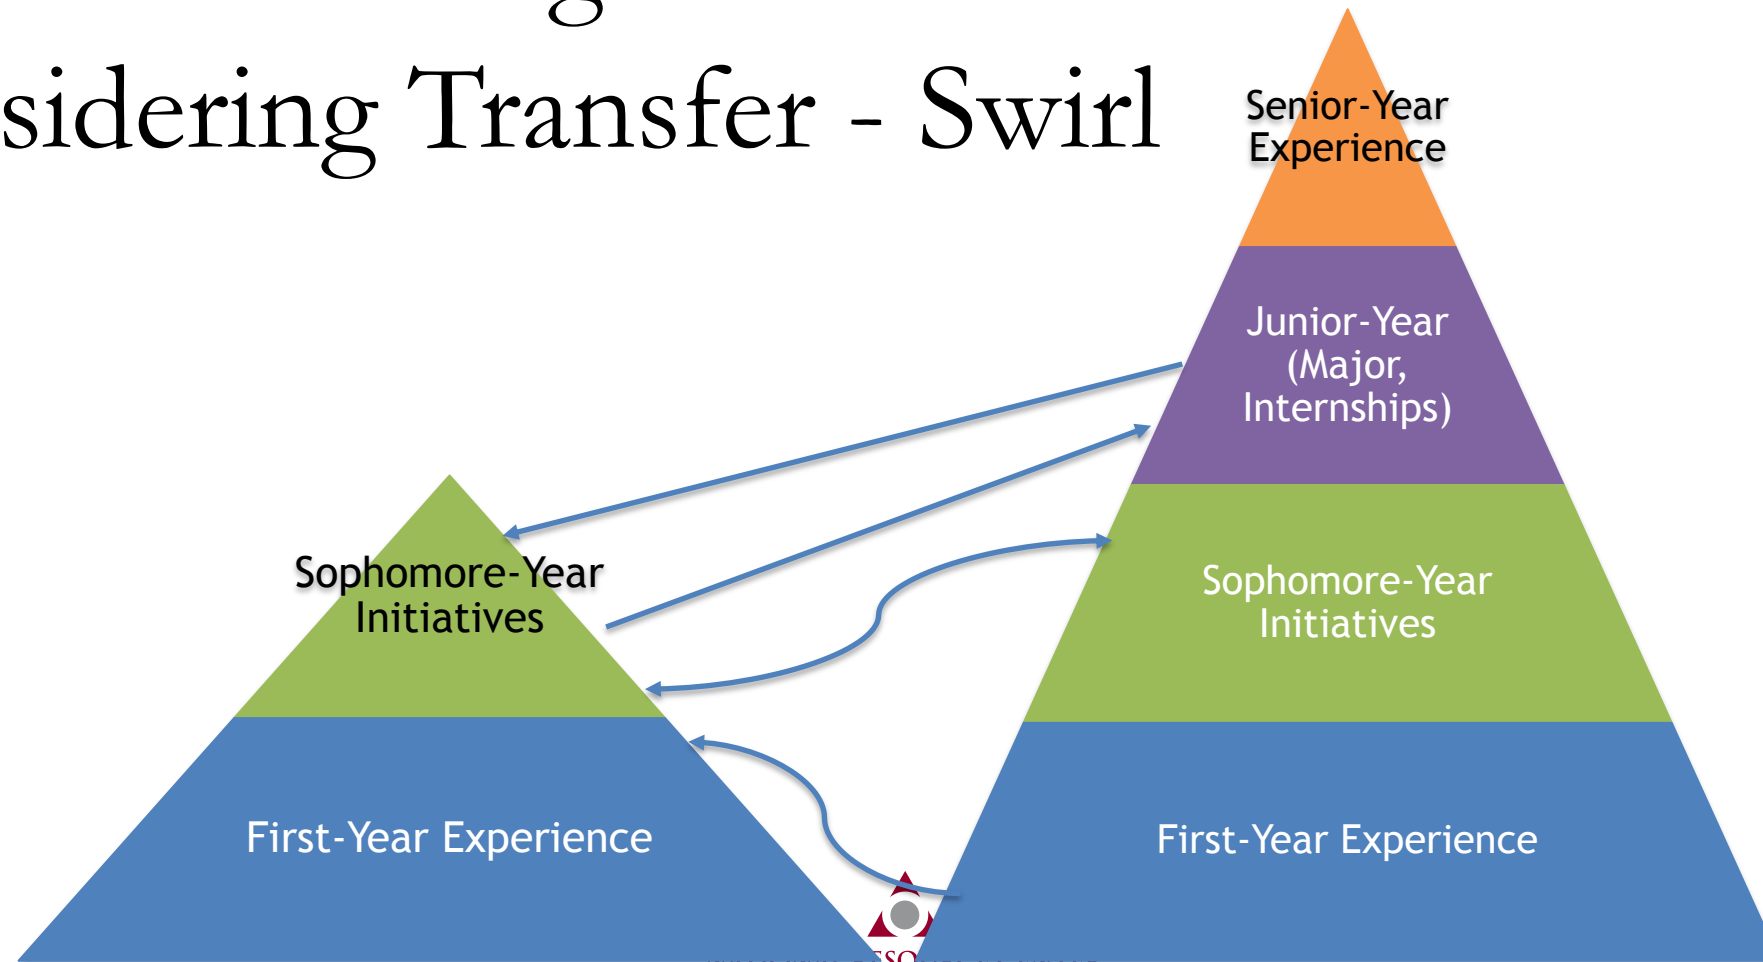 sidering Transfer - Swirl
Senior-Year
Experience
Junior-Year
(Major,
Internships)
Sophomore-Year
Initiatives
Sophomore-Year
Initiatives
First-Year Experience
First-Year Experience